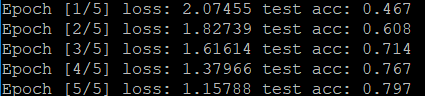 Epoch [1/5] loss: 2.07455 test acc: 0.467
Epoch [2/5] loss: 1.82739 test acc: 0.608
Epoch [3/5] loss: 1.61614 test acc: 0.714
Epoch [4/5] loss: 1.37966 test acc: 0.767
Epoch [5/5] loss: 1.15788 test acc: 0.797